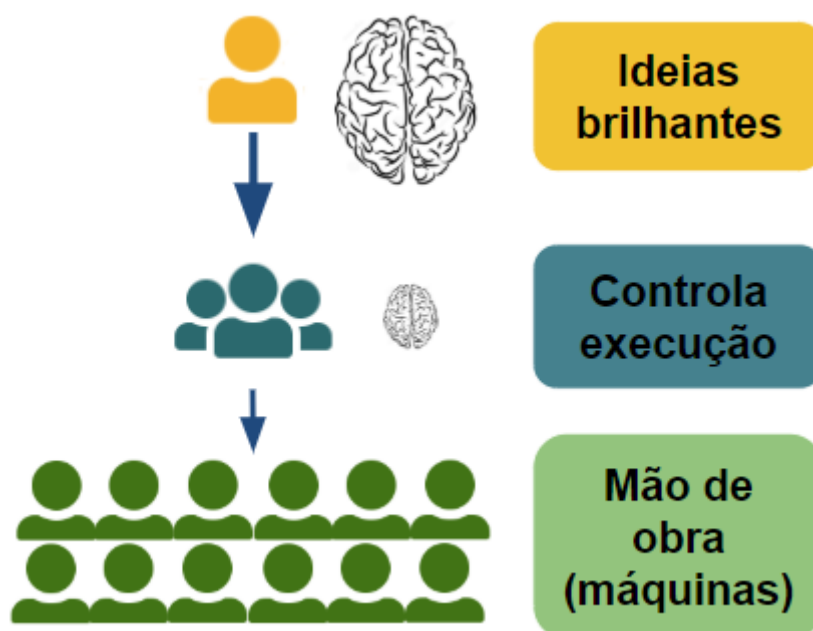 Ideias
brilhantes
Controla
execução
Mão de
obra
(máquinas)